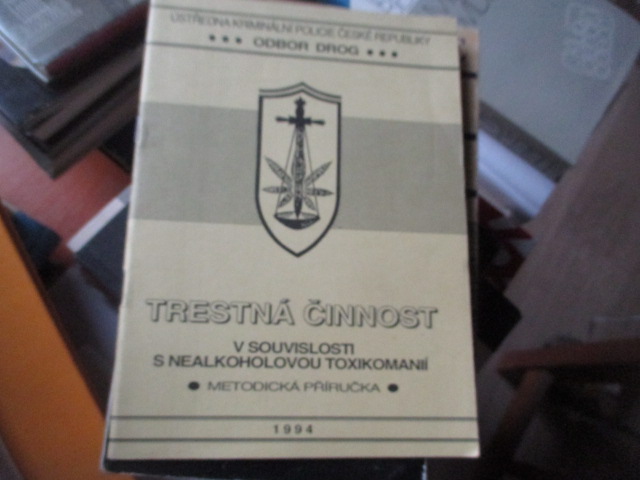 ÚSTŘEDNA KRIMINÁLNÍ POLICIE ČESKÉ REPUBLIKY
*** ODBOR DROG ***
TRESTNÁ ČINNOST
V SOUVISLOSTI
S NEALKOHOLOVOU TOXIKOMANIÍ
● METODICKÁ PŘÍRUČKA ●
1994